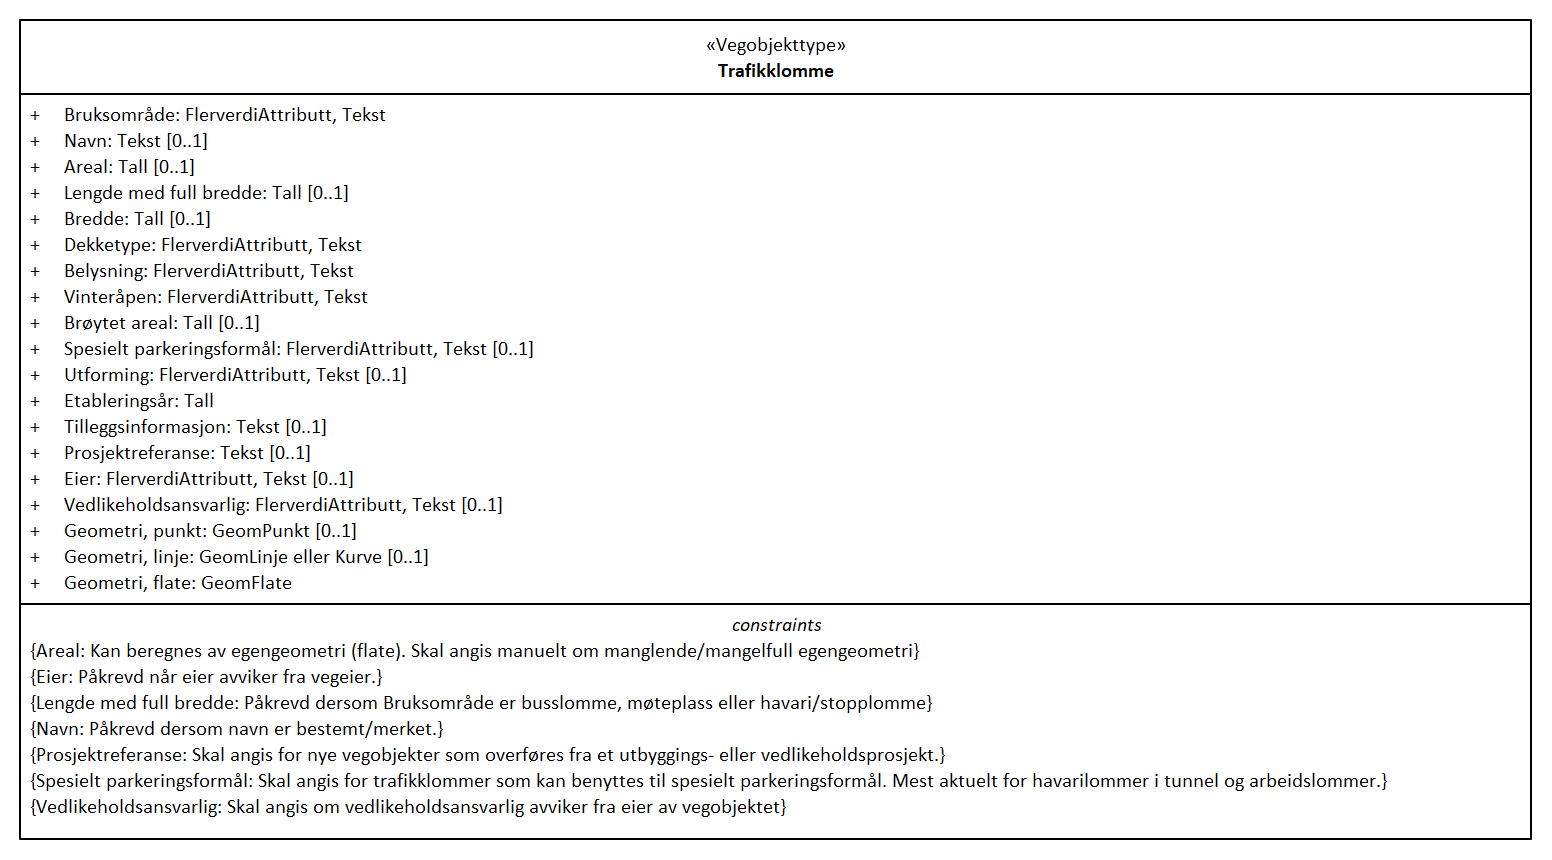 «Vegobjekttype»
Trafikklomme
+ Bruksområde: FlerverdiAttributt, Tekst
+ Navn: Tekst [0..1]
+ Areal: Tall [0..1]
+ Lengde med full bredde: Tall [0..1]
+ Bredde: Tall [0..1]
+ Dekketype: FlerverdiAttributt, Tekst
+ Belysning: FlerverdiAttributt, Tekst
+ Vinteråpen: FlerverdiAttributt, Tekst
+ Brøytet areal: Tall [0..1]
+ Spesielt parkeringsformål: FlerverdiAttributt, Tekst [0..1]
+ Utforming: FlerverdiAttributt, Tekst [0..1]
+ Etableringsår: Tall
+ Tilleggsinformasjon: Tekst [0..1]
+ Prosjektreferanse: Tekst [0..1]
+ Eier: FlerverdiAttributt, Tekst [0..1]
+ Vedlikeholdsansvarlig: FlerverdiAttributt, Tekst [0..1]
+ Geometri, punkt: GeomPunkt [0..1]
+ Geometri, linje: GeomLinje eller Kurve [0..1]
+ Geometri, flate: GeomFlate
constraints
{Areal: Kan beregnes av egengeometri (flate). Skal angis manuelt om manglende/mangelfull egengeometri}
{Eier: Påkrevd når eier avviker fra vegeier.}
{Lengde med full bredde: Påkrevd dersom Bruksområde er busslomme, møteplass eller havari/stopplomme}
{Navn: Påkrevd dersom navn er bestemt/merket.}
{Prosjektreferanse: Skal angis for nye vegobjekter som overføres fra et utbyggings- eller vedlikeholdsprosjekt.}
{Spesielt parkeringsformål: Skal angis for trafikklommer som kan benyttes til spesielt parkeringsformål. Mest aktuelt for havarilommer i tunnel og arbeidslommer.}
{Vedlikeholdsansvarlig: Skal angis om vedlikeholdsansvarlig avviker fra eier av vegobjektet}